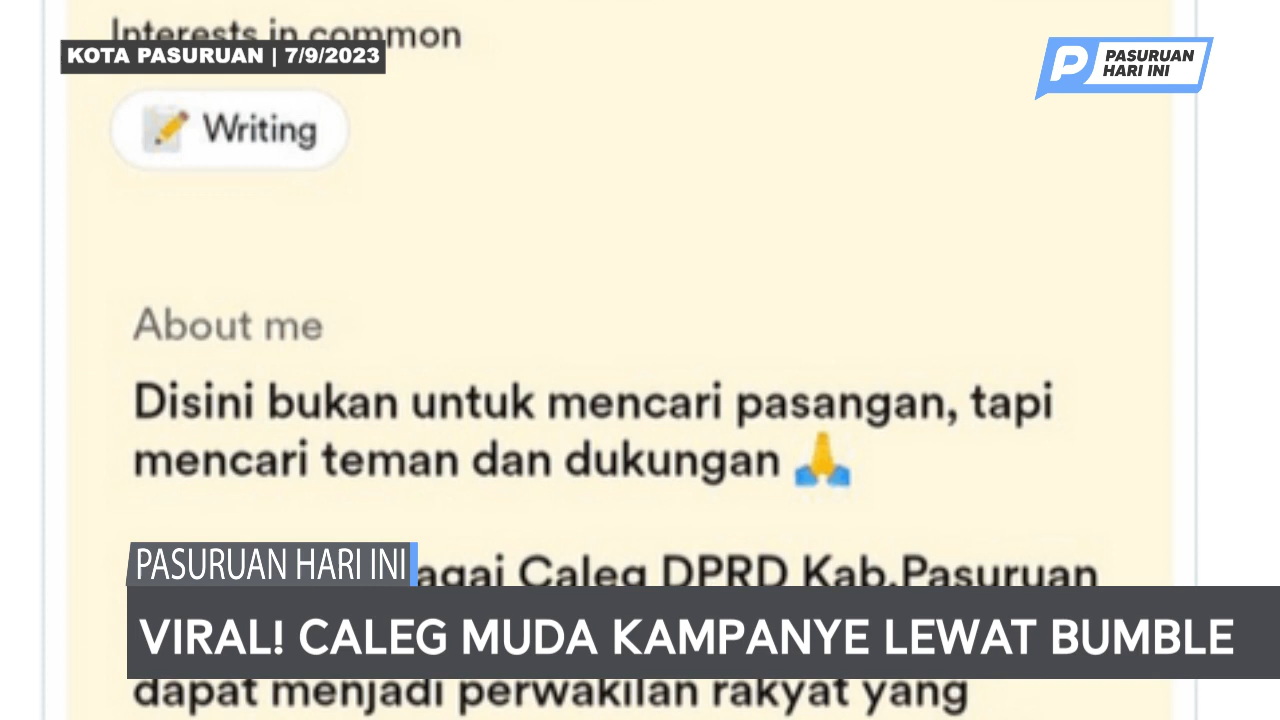 Interests in common
KOTA PASURUAN | 7/9/2023
PASURUAN
HARI INI
Writing
About me
Disini bukan untuk mencari pasangan, tapi
mencari teman dan dukungan 🙏
PASURUAN HARI INI
Caleg DPRD Kab.Pasuruan
VIRAL! CALEG MUDA KAMPANYE LEWAT BUMBLE
dapat menjadi perwakilan rakyat yang